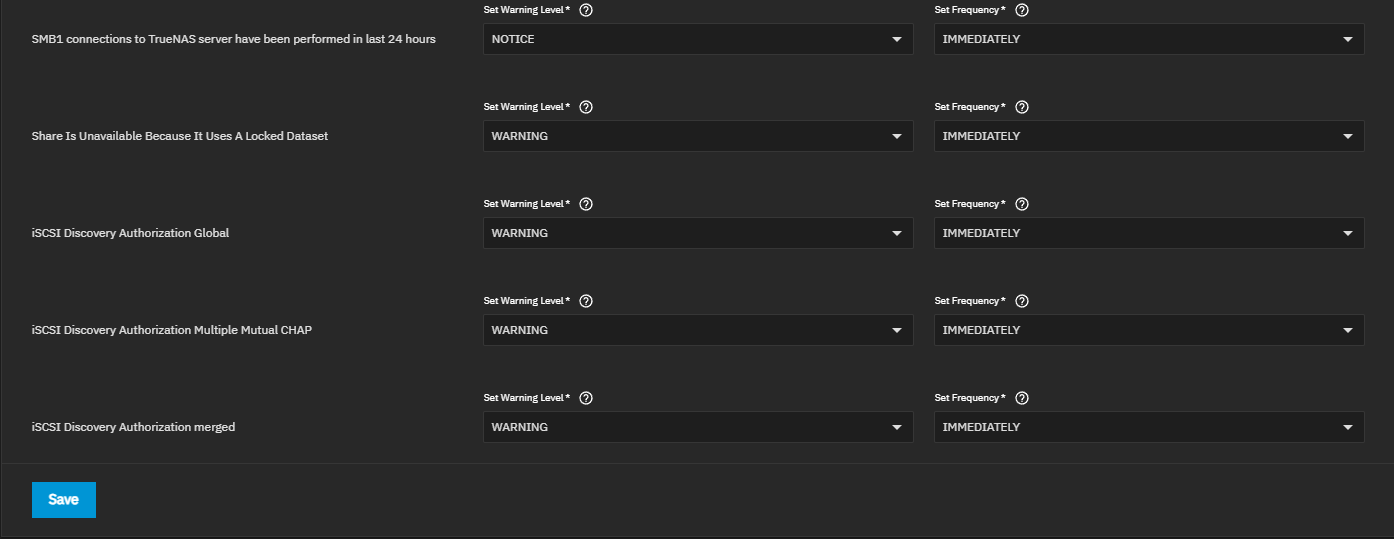 Set Warning Level *
Set Frequency *
SMB1 connections to TrueNAS server have been performed in last 24 hours
NOTICE
IMMEDIATELY
Set Warning Level *
Set Frequency *
Share Is Unavailable Because It Uses A Locked Dataset
WARNING
IMMEDIATELY
Set Warning Level *
Set Frequency *
iSCSI Discovery Authorization Global
WARNING
IMMEDIATELY
Set Warning Level *
Set Frequency *
iSCSI Discovery Authorization Multiple Mutual CHAP
WARNING
IMMEDIATELY
Set Warning Level *
Set Frequency *
iSCSI Discovery Authorization merged
WARNING
IMMEDIATELY
Save